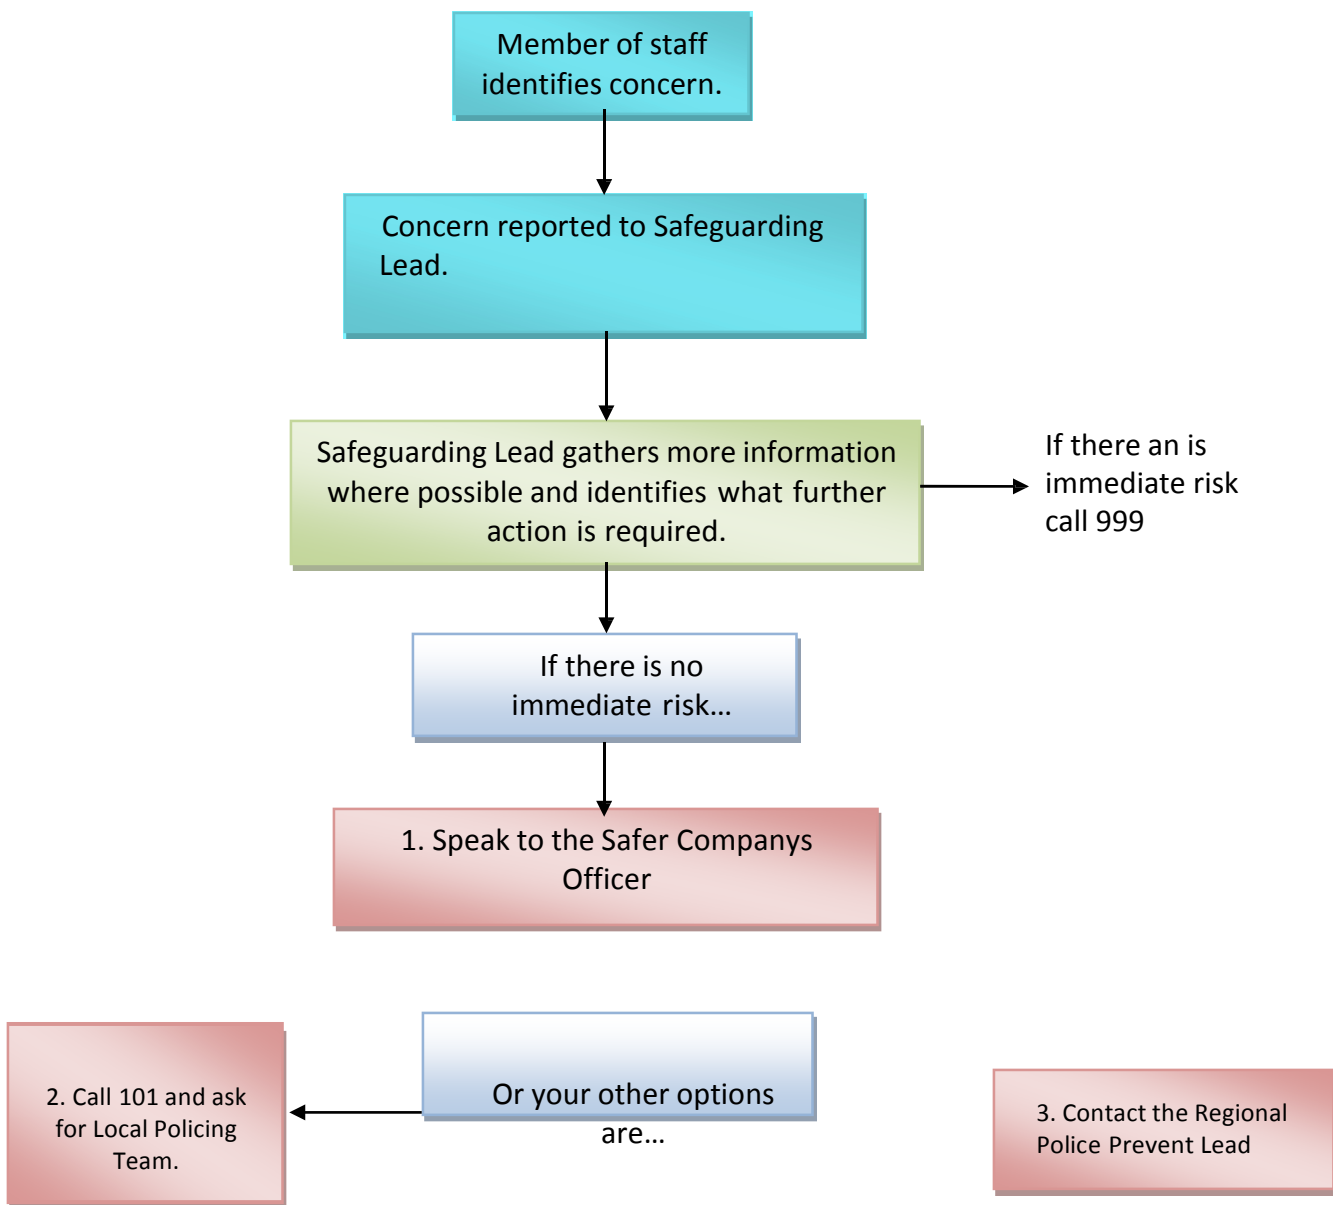 Member of staff
identifies concern.
Concern reported to Safeguarding
Lead.
Safeguarding Lead gathers more information
where possible and identifies what further
action is required.
If there an is
immediate risk
call 999
If there is no
immediate risk…
1. Speak to the Safer Companys
Officer
2. Call 101 and ask
for Local Policing
Team.
Or your other options
are…
3. Contact the Regional
Police Prevent Lead